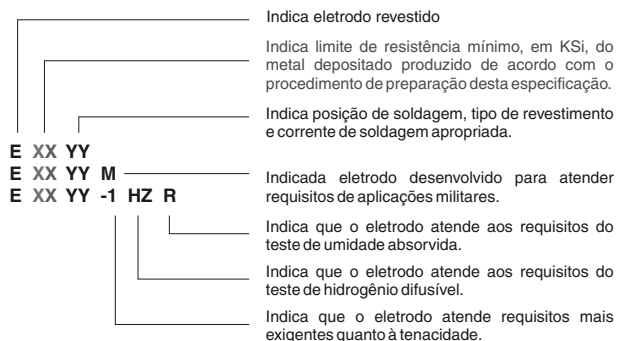 Indica eletrodo revestido
Indica limite de resistência mínimo, em KSi, do
metal depositado produzido de acordo com o
procedimento de preparação desta especificação.
Indica posição de soldagem, tipo de revestimento
e corrente de soldagem apropriada.
E XX YY
E XX YY M
E XX YY -1 HZ R
Indicada eletrodo desenvolvido para atender
requisitos de aplicações militares.
Indica que o eletrodo atende aos requisitos do
teste de umidade absorvida.
Indica que o eletrodo atende aos requisitos do
teste de hidrogênio difusível.
Indica que o eletrodo atende requisitos mais
exigentes quanto à tenacidade.